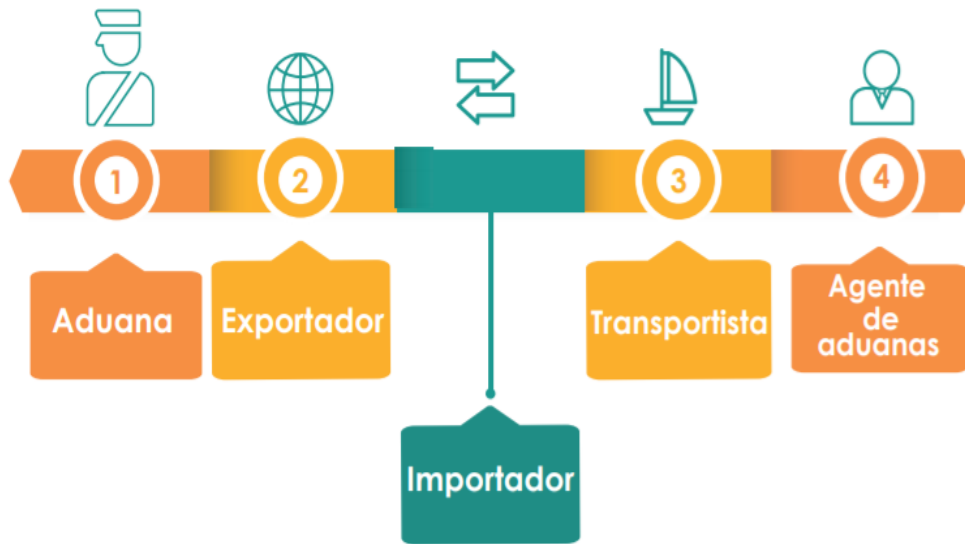 1
2
3
4
Aduana
Exportador
Transportista
Agente
de
aduanas
Importador